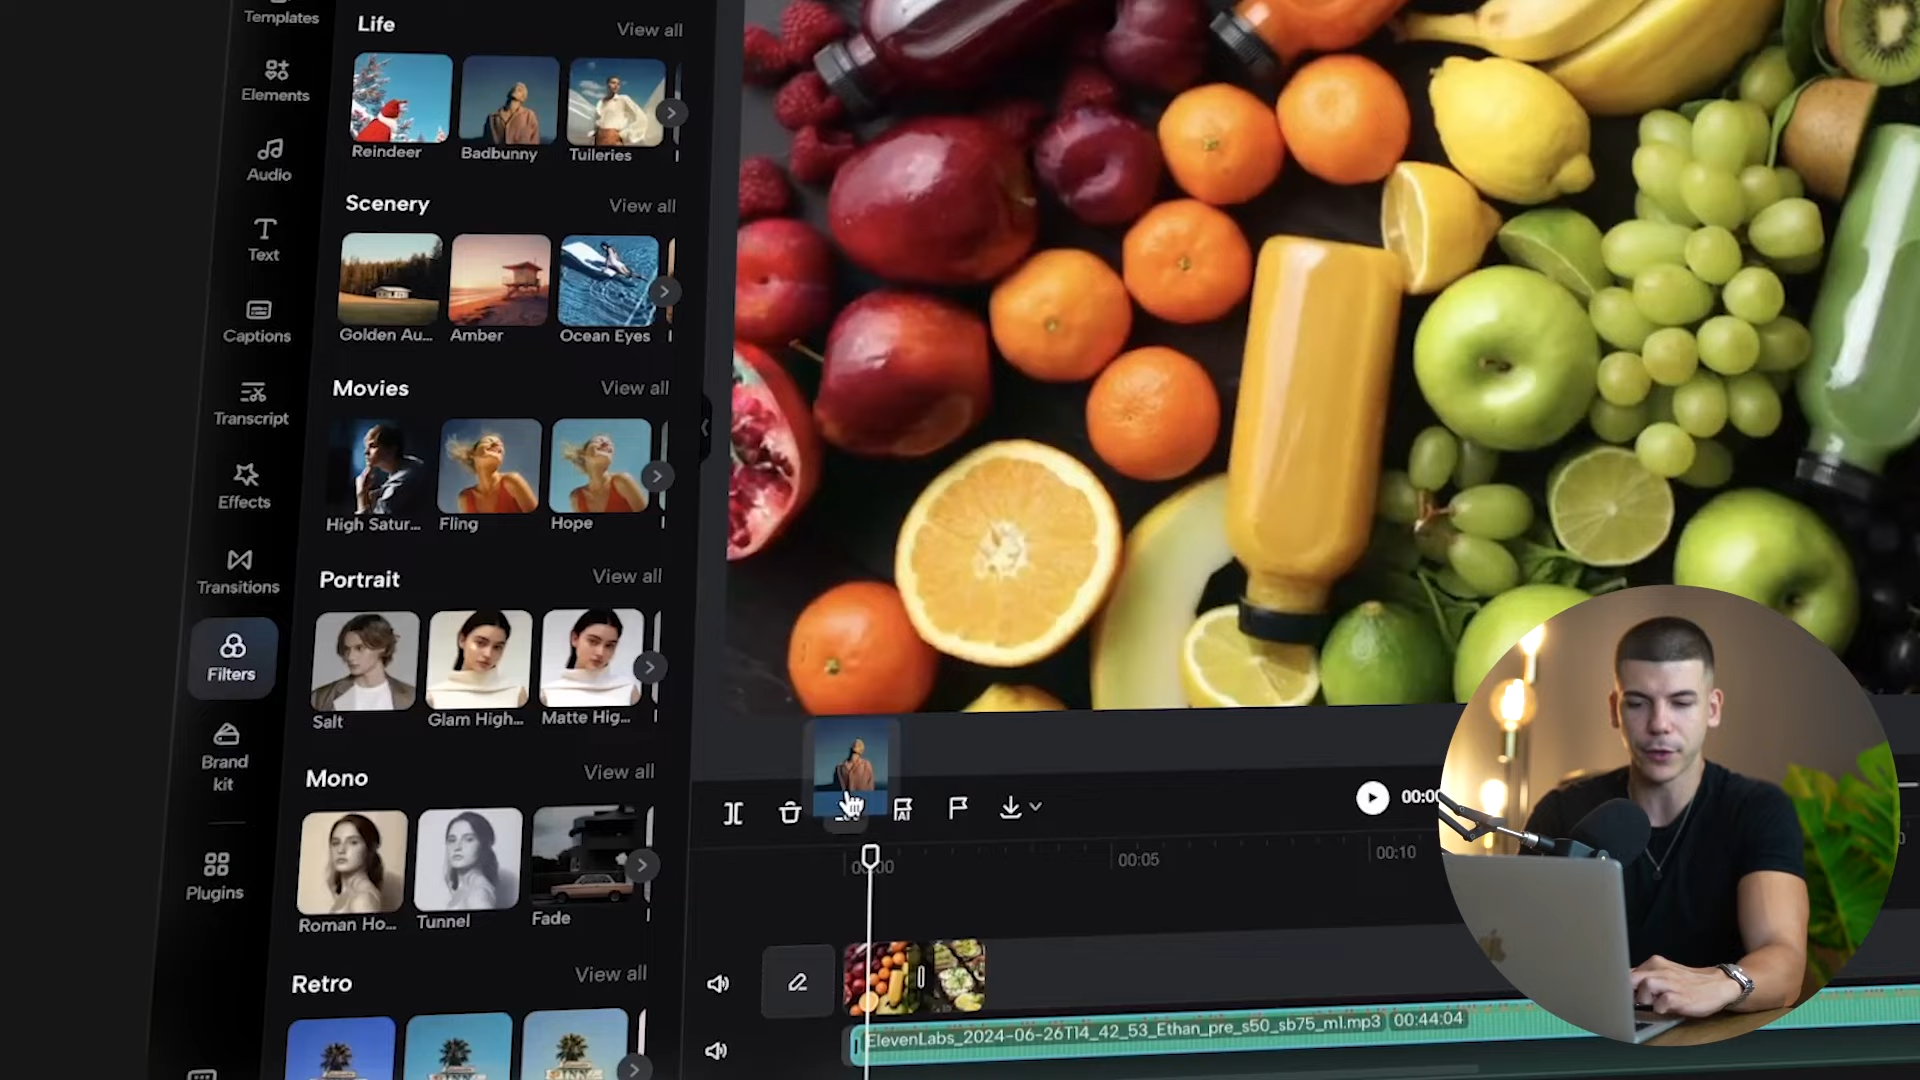 Templates
Elements
Audio
Text
Captions
Transcript
Effects
Transitions
Filters
Brand
kit
Plugins
Life
View all
Reindeer
Badbunny
Tuileries
Scenery
View all
Golden Au...
Amber
Ocean Eyes
Movies
View all
High Satur...
Fling
Hope
Portrait
View all
Salt
Glam High...
Matte Hig...
Mono
View all
Roman Ho...
Tunnel
Fade
Retro
View all
AI
00:05
00:10
ElevenLabs_2024-06-26T14_42_53_Ethan_pre_s50_sb75_m1.mp3 00:44:04